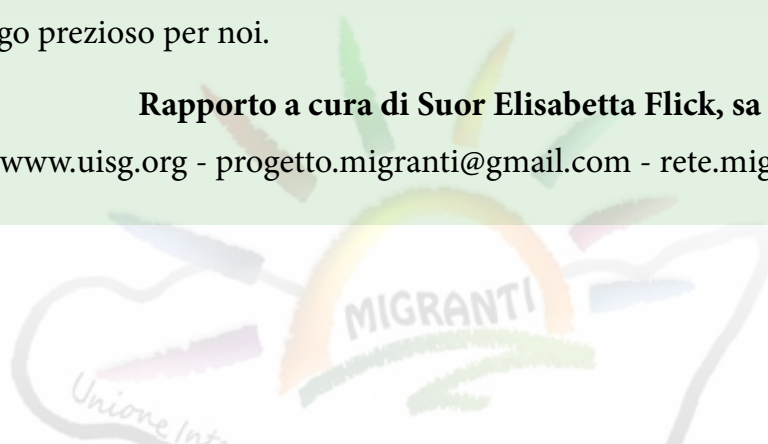 go prezioso per noi.
Rapporto a cura di Suor Elisabetta Flick, sa
www.uisg.org - progetto.migranti@gmail.com - rete.mig
MIGRANTI
Unione Inte